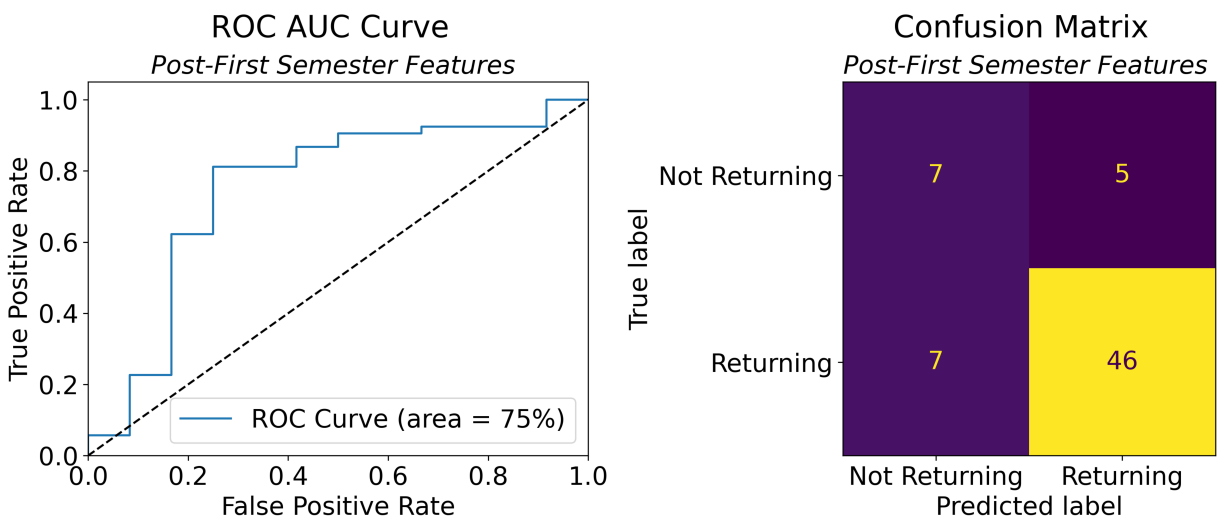 ROC AUC Curve
Post-First Semester Features
True Positive Rate
1.0
0.8
0.6
0.4
0.2
0.0
ROC Curve (area = 75%)
0.0 0.2 0.4 0.6 0.8 1.0
False Positive Rate
Confusion Matrix
Post-First Semester Features
True label
Not Returning 7 5
Returning 7 46
Not Returning Returning
Predicted label